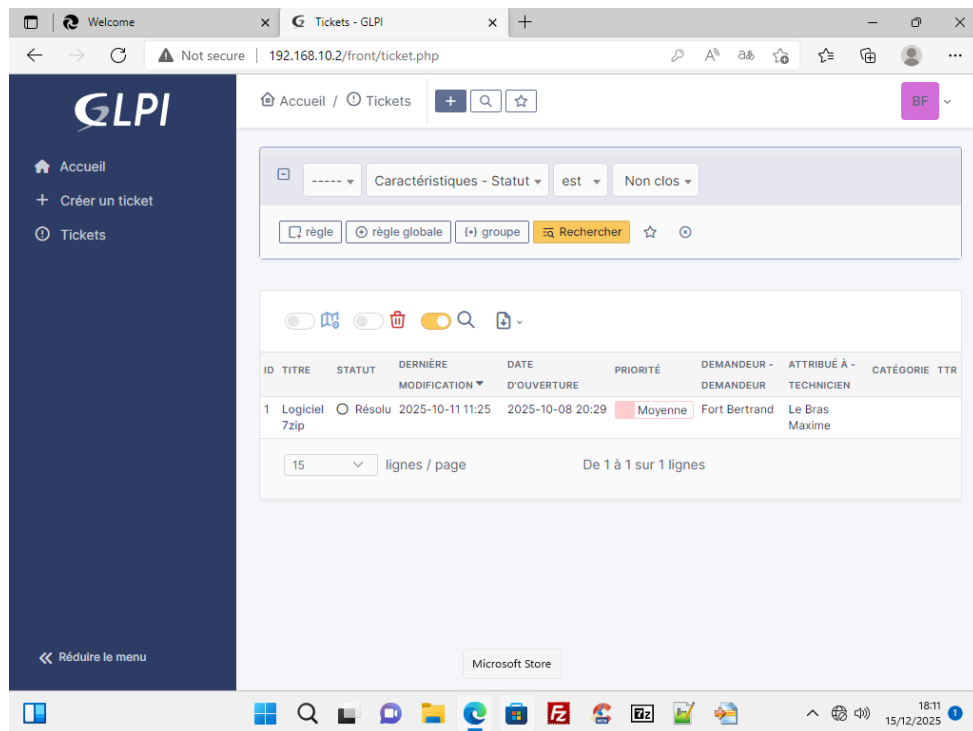 Welcome
Tickets - GLPI
Not secure
192.168.10.2/front/ticket.php
GLPI
Accueil / Tickets
BF
Accueil
Créer un ticket
Tickets
-----
Caractéristiques - Statut
est
Non clos
règle
règle globale
groupe
Rechercher
ID TITRE STATUT DERNIÈRE MODIFICATION DATE D'OUVERTURE PRIORITÉ DEMANDEUR - DEMANDEUR ATTRIBUÉ À - TECHNICIEN CATÉGORIE TTR
1 Logiciel 7zip Résolu 2025-10-11 11:25 2025-10-08 20:29 Moyenne Fort Bertrand Le Bras Maxime
15 lignes / page De 1 à 1 sur 1 lignes
Réduire le menu
Microsoft Store
7z
18:11
15/12/2025
1